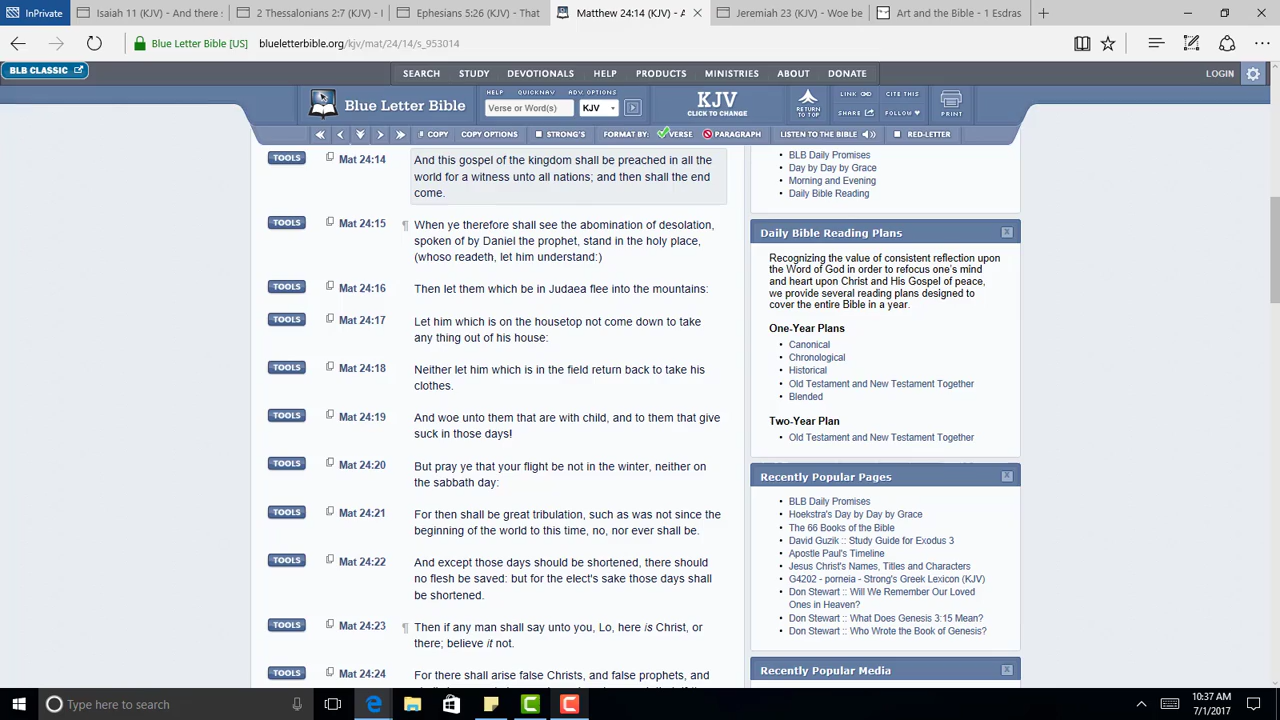 InPrivate
Isaiah 11 (KJV) - And there s
2 Thessalonians 2:7 (KJV) - I
Ephesians 5:26 (KJV) - That
Matthew 24:14 (KJV) - A
Jeremiah 23 (KJV) - Woe be
Art and the Bible - 1 Esdras
Blue Letter Bible [US]
blueletterbible.org/kjv/mat/24/14/s_953014
BLB CLASSIC
SEARCH STUDY DEVOTIONALS HELP PRODUCTS MINISTRIES ABOUT DONATE
LOGIN
Blue Letter Bible
HELP QUICKNAV ADV. OPTIONS
Verse or Word(s) KJV
KJV
CLICK TO CHANGE
RETURN
TO TOP
LINK CITE THIS
SHARE FOLLOW
PRINT
COPY COPY OPTIONS STRONG'S FORMAT BY: VERSE PARAGRAPH LISTEN TO THE BIBLE RED-LETTER
TOOLS Mat 24:14 And this gospel of the kingdom shall be preached in all the
world for a witness unto all nations; and then shall the end
come.
TOOLS Mat 24:15 ¶ When ye therefore shall see the abomination of desolation,
spoken of by Daniel the prophet, stand in the holy place,
(whoso readeth, let him understand:)
TOOLS Mat 24:16 Then let them which be in Judaea flee into the mountains:
TOOLS Mat 24:17 Let him which is on the housetop not come down to take
any thing out of his house:
TOOLS Mat 24:18 Neither let him which is in the field return back to take his
clothes.
TOOLS Mat 24:19 And woe unto them that are with child, and to them that give
suck in those days!
TOOLS Mat 24:20 But pray ye that your flight be not in the winter, neither on
the sabbath day:
TOOLS Mat 24:21 For then shall be great tribulation, such as was not since the
beginning of the world to this time, no, nor ever shall be.
TOOLS Mat 24:22 And except those days should be shortened, there should
no flesh be saved: but for the elect's sake those days shall
be shortened.
TOOLS Mat 24:23 ¶ Then if any man shall say unto you, Lo, here is Christ, or
there; believe it not.
TOOLS Mat 24:24 For there shall arise false Christs, and false prophets, and
BLB Daily Promises
Day by Day by Grace
Morning and Evening
Daily Bible Reading
Daily Bible Reading Plans
Recognizing the value of consistent reflection upon
the Word of God in order to refocus one's mind
and heart upon Christ and His Gospel of peace,
we provide several reading plans designed to
cover the entire Bible in a year.
One-Year Plans
Canonical
Chronological
Historical
Old Testament and New Testament Together
Blended
Two-Year Plan
Old Testament and New Testament Together
Recently Popular Pages
BLB Daily Promises
Hoekstra's Day by Day by Grace
The 66 Books of the Bible
David Guzik :: Study Guide for Exodus 3
Apostle Paul's Timeline
Jesus Christ's Names, Titles and Characters
G4202 - porneia - Strong's Greek Lexicon (KJV)
Don Stewart :: Will We Remember Our Loved
Ones in Heaven?
Don Stewart :: What Does Genesis 3:15 Mean?
Don Stewart :: Who Wrote the Book of Genesis?
Recently Popular Media
Type here to search
10:37 AM
7/1/2017